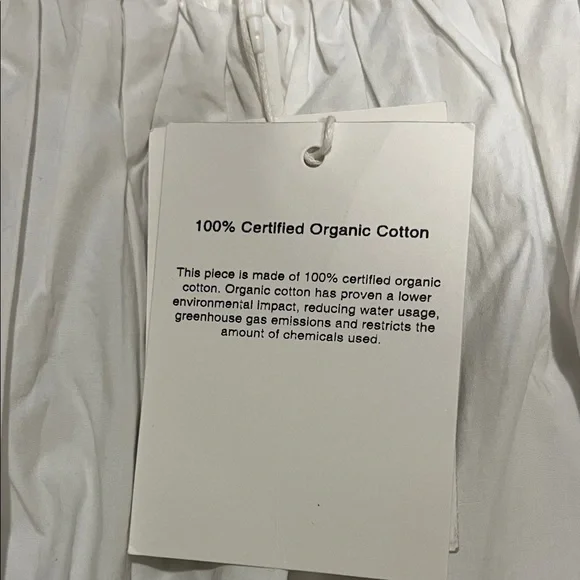 100% Certified Organic Cotton
This piece is made of 100% certified organic
cotton. Organic cotton has proven a lower
environmental impact, reducing water usage,
greenhouse gas emissions and restricts the
amount of chemicals used.